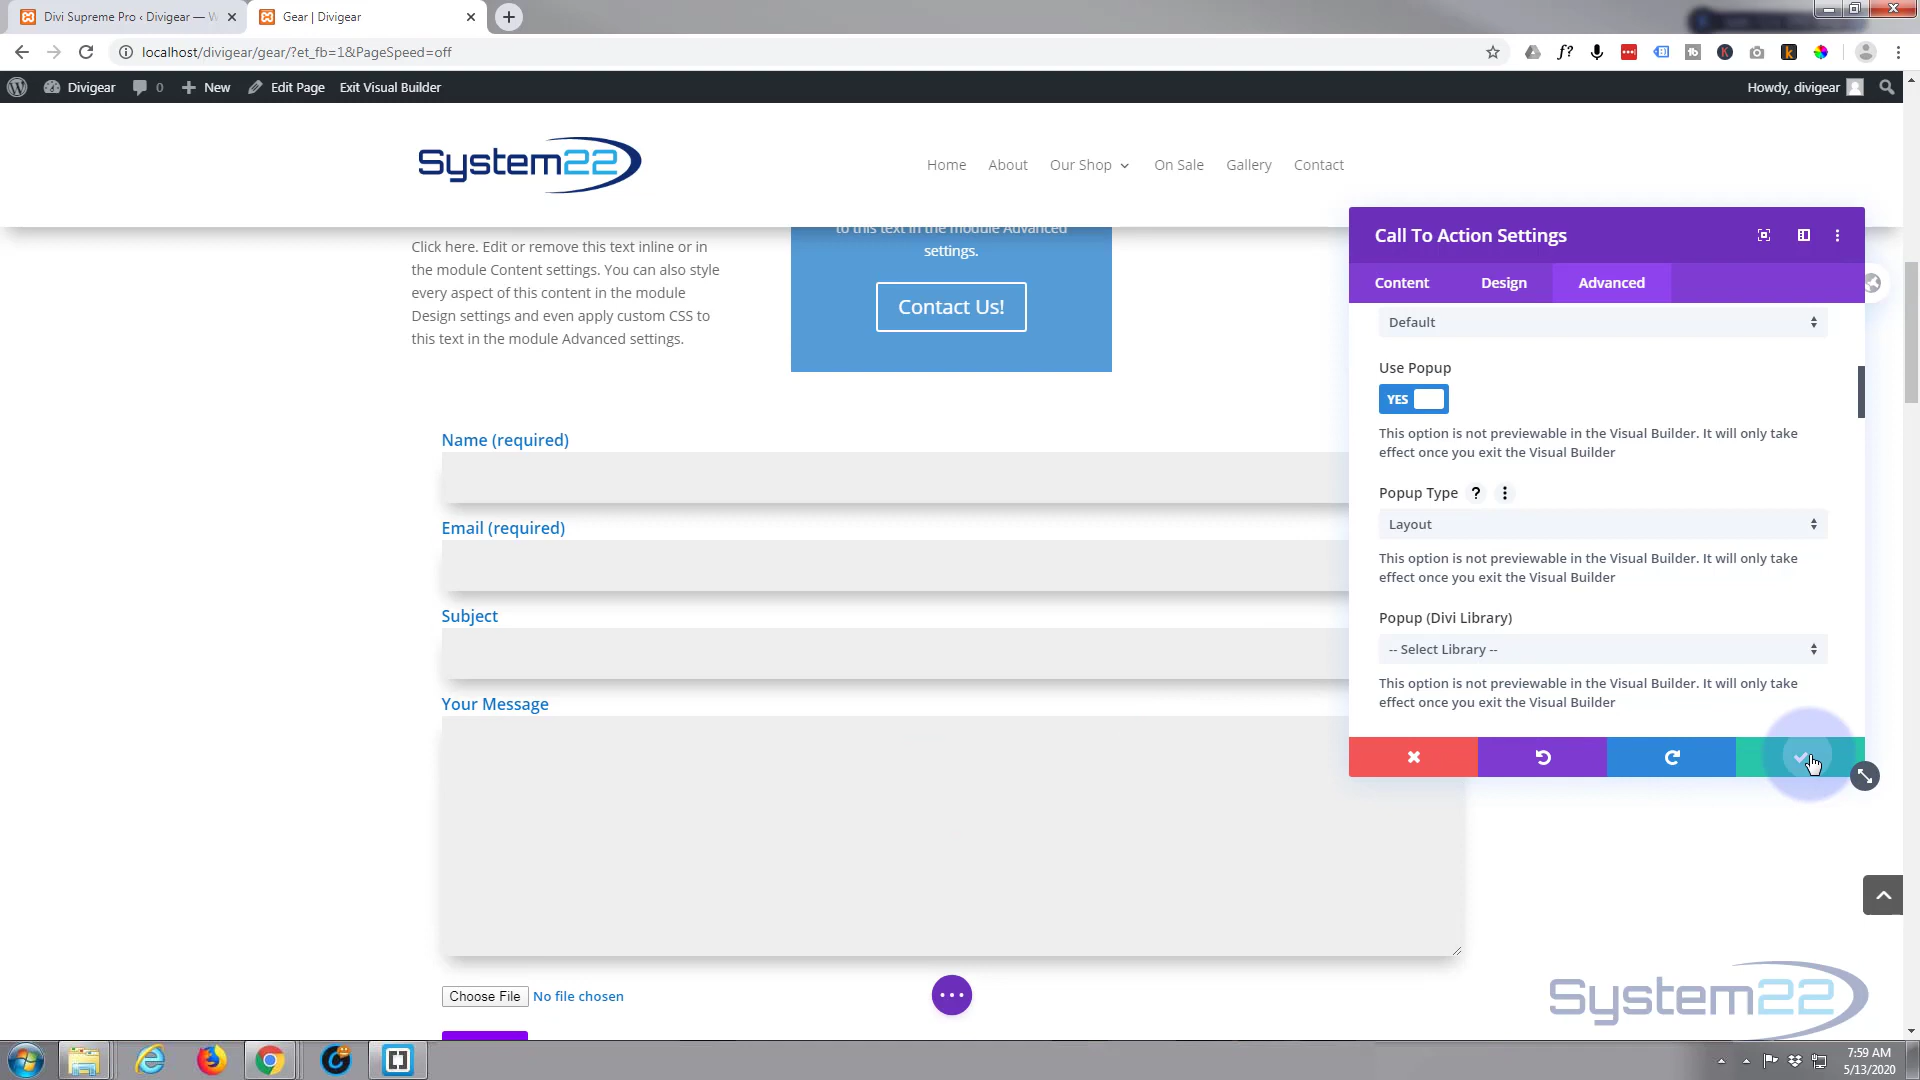 Divi Supreme Pro ‹ Divigear — W
Gear | Divigear
localhost/divigear/gear/?et_fb=1&PageSpeed=off
f?
Divigear
0
New
Edit Page
Exit Visual Builder
Howdy, divigear
System22
Home
About
Our Shop
On Sale
Gallery
Contact
Click here. Edit or remove this text inline or in
the module Content settings. You can also style
every aspect of this content in the module
Design settings and even apply custom CSS to
this text in the module Advanced settings.
to this text in the module Advanced
settings.
Contact Us!
Name (required)
Email (required)
Subject
Your Message
Choose File
No file chosen
Call To Action Settings
Content
Design
Advanced
Default
Use Popup
YES
This option is not previewable in the Visual Builder. It will only take
effect once you exit the Visual Builder
Popup Type
?
Layout
This option is not previewable in the Visual Builder. It will only take
effect once you exit the Visual Builder
Popup (Divi Library)
-- Select Library --
This option is not previewable in the Visual Builder. It will only take
effect once you exit the Visual Builder
System22
7:59 AM
5/13/2020